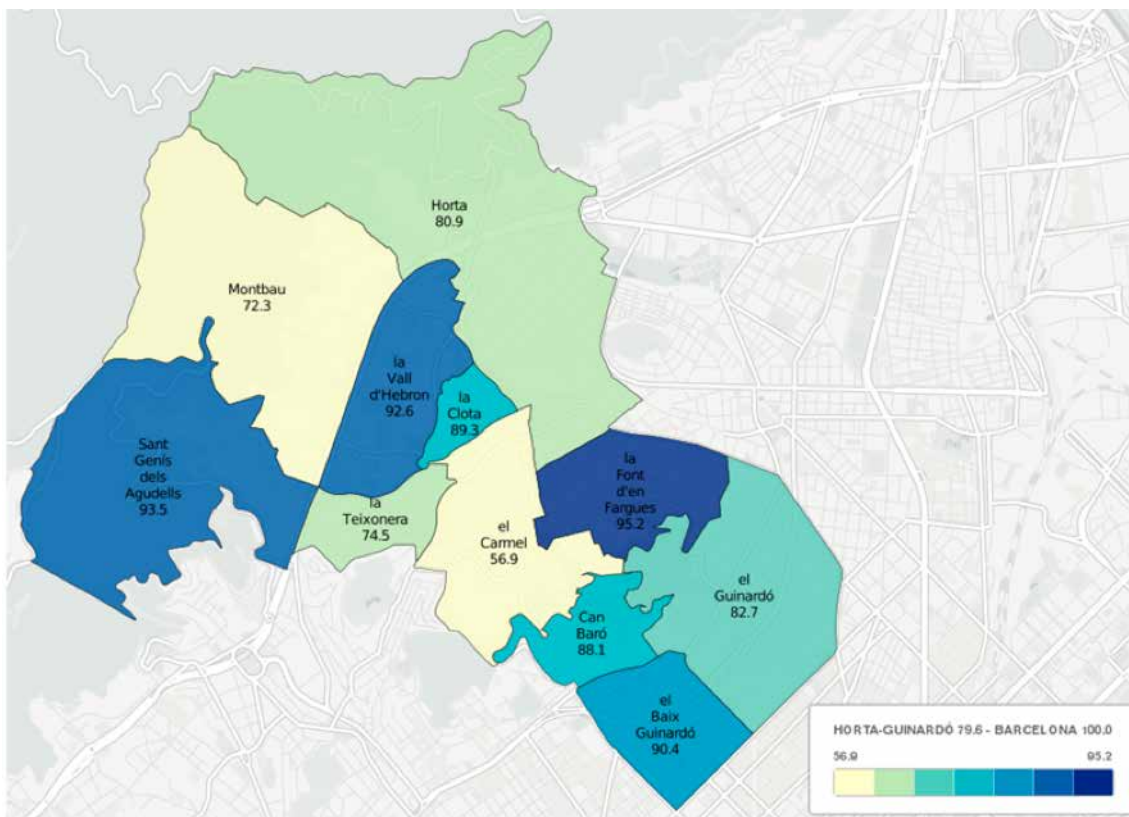 Horta
80.9
Montbau
72.3
la
Vall
d'Hebron
92.6
la
Clota
89.3
Sant
Genís
dels
Agudells
93.5
la
Teixonera
74.5
el
Carmel
56.9
la
Font
d'en
Fargues
95.2
el
Guinardó
82.7
Can
Baró
88.1
el
Baix
Guinardó
90.4
HORTA-GUINARDÓ 79.6 - BARCELONA 100.0
56.9 95.2